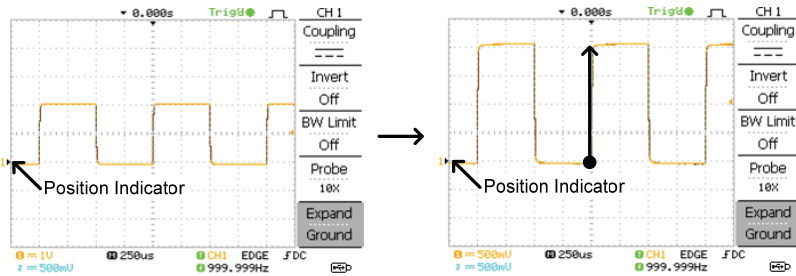 ▼ 0.000s Trig'd● CH 1
Coupling
Invert
Off
BW Limit
Off
Probe
10X
Expand
Ground
1
Position Indicator
1 1V M 250us CH1 EDGE DC
2 500mV 999.999Hz
▼ 0.000s Trig'd● CH 1
Coupling
Invert
Off
BW Limit
Off
Probe
10X
Expand
Ground
1
Position Indicator
1 500mV M 250us CH1 EDGE DC
2 500mV 999.999Hz